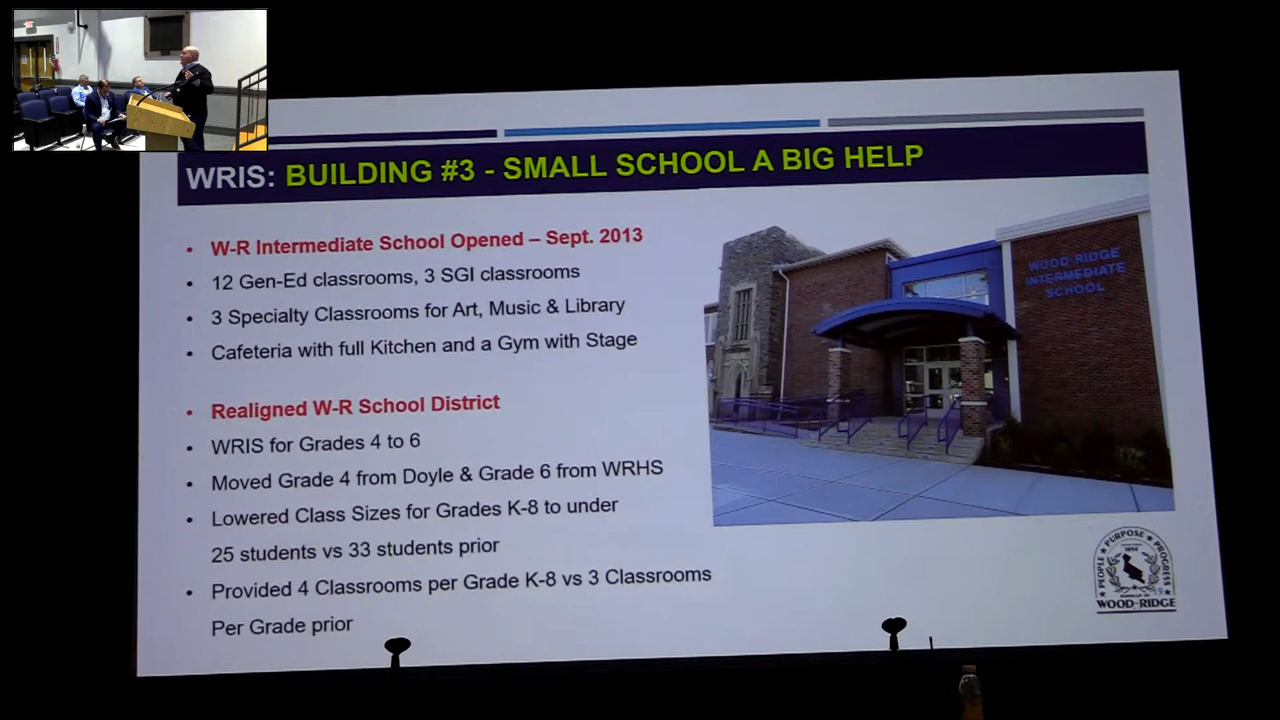 WRIS: BUILDING #3 - SMALL SCHOOL A BIG HELP
• W-R Intermediate School Opened – Sept. 2013
• 12 Gen-Ed classrooms, 3 SGI classrooms
• 3 Specialty Classrooms for Art, Music & Library
• Cafeteria with full Kitchen and a Gym with Stage
• Realigned W-R School District
• WRIS for Grades 4 to 6
• Moved Grade 4 from Doyle & Grade 6 from WRHS
• Lowered Class Sizes for Grades K-8 to under
25 students vs 33 students prior
• Provided 4 Classrooms per Grade K-8 vs 3 Classrooms
Per Grade prior
WOOD-RIDGE
INTERMEDIATE
SCHOOL
PEOPLE ★ PURPOSE ★ PROGRESS
1894
BOROUGH OF
WOOD-RIDGE